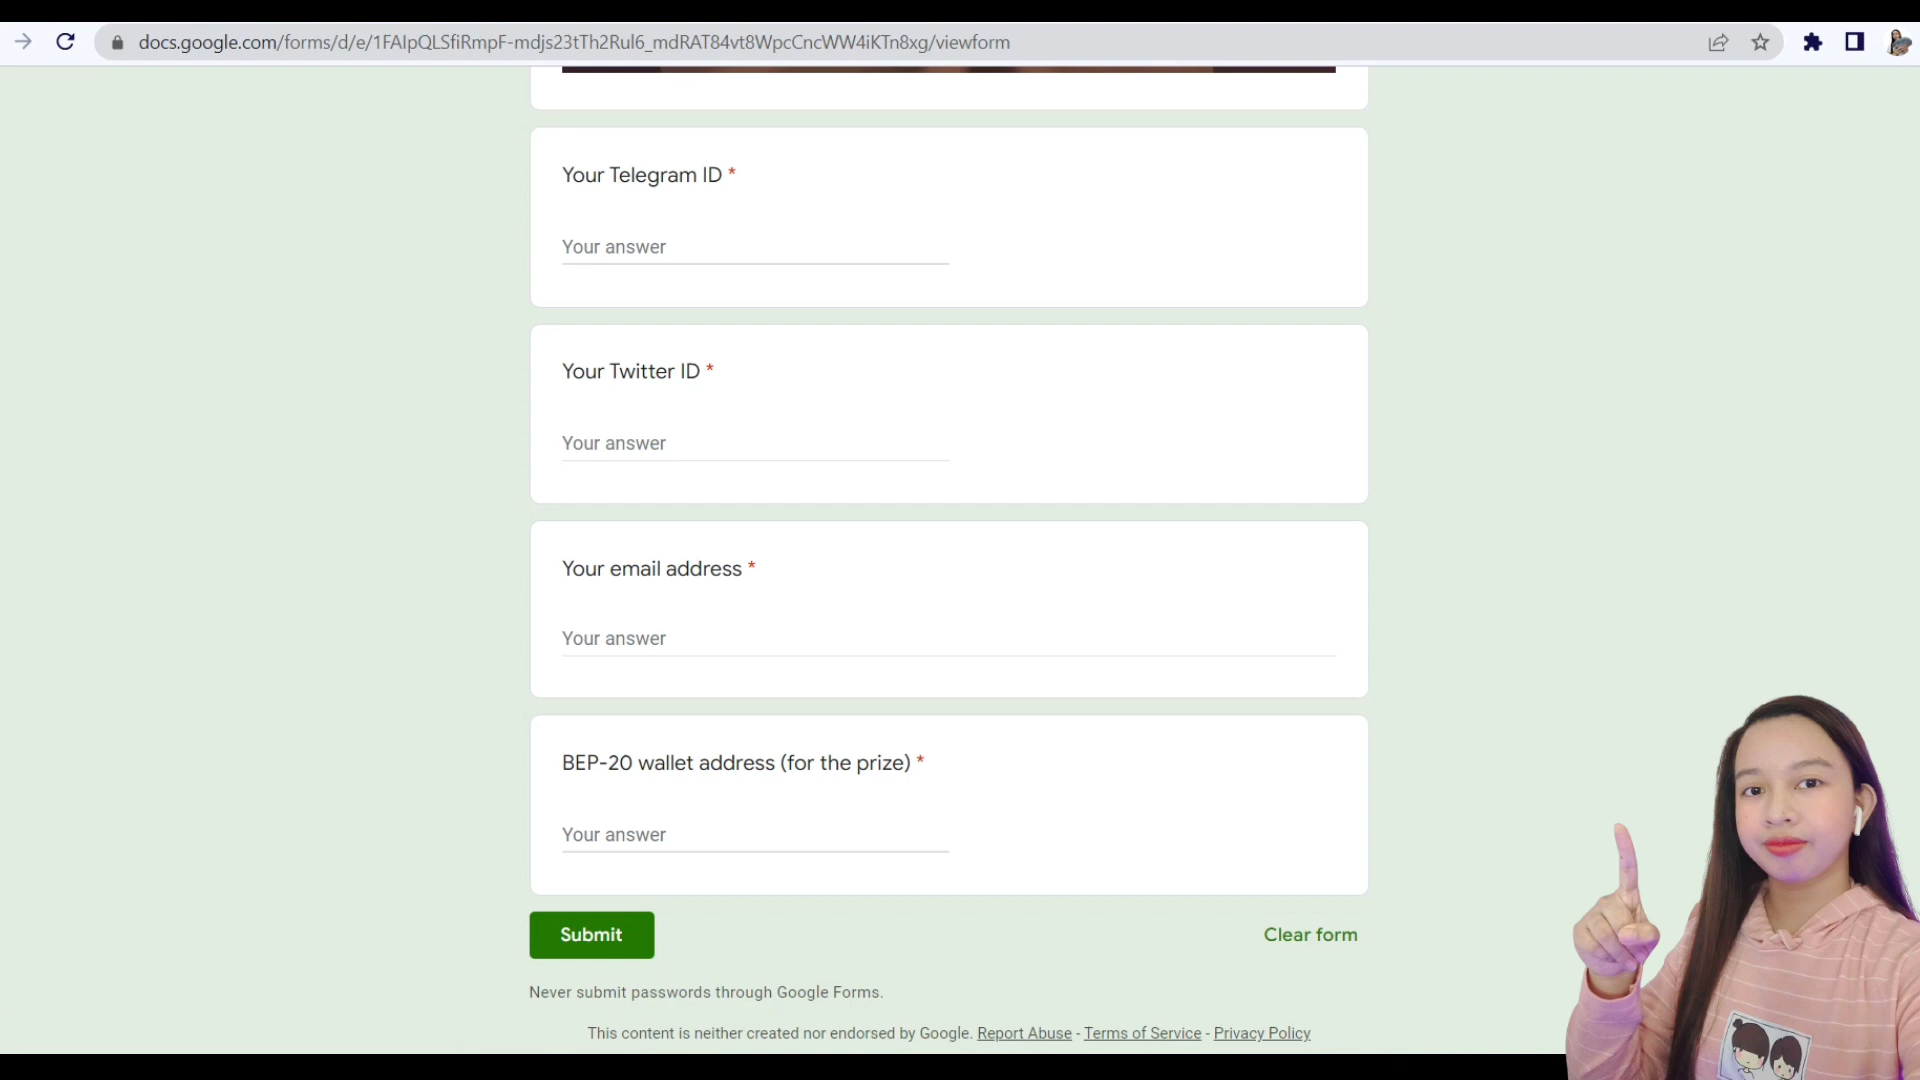 docs.google.com/forms/d/e/1FAIpQLSfiRmpF-mdjs23tTh2Rul6_mdRAT84vt8WpcCncWW4iKTn8xg/viewform
Your Telegram ID *
Your answer
Your Twitter ID *
Your answer
Your email address *
Your answer
BEP-20 wallet address (for the prize) *
Your answer
Submit
Clear form
Never submit passwords through Google Forms.
This content is neither created nor endorsed by Google. Report Abuse - Terms of Service - Privacy Policy